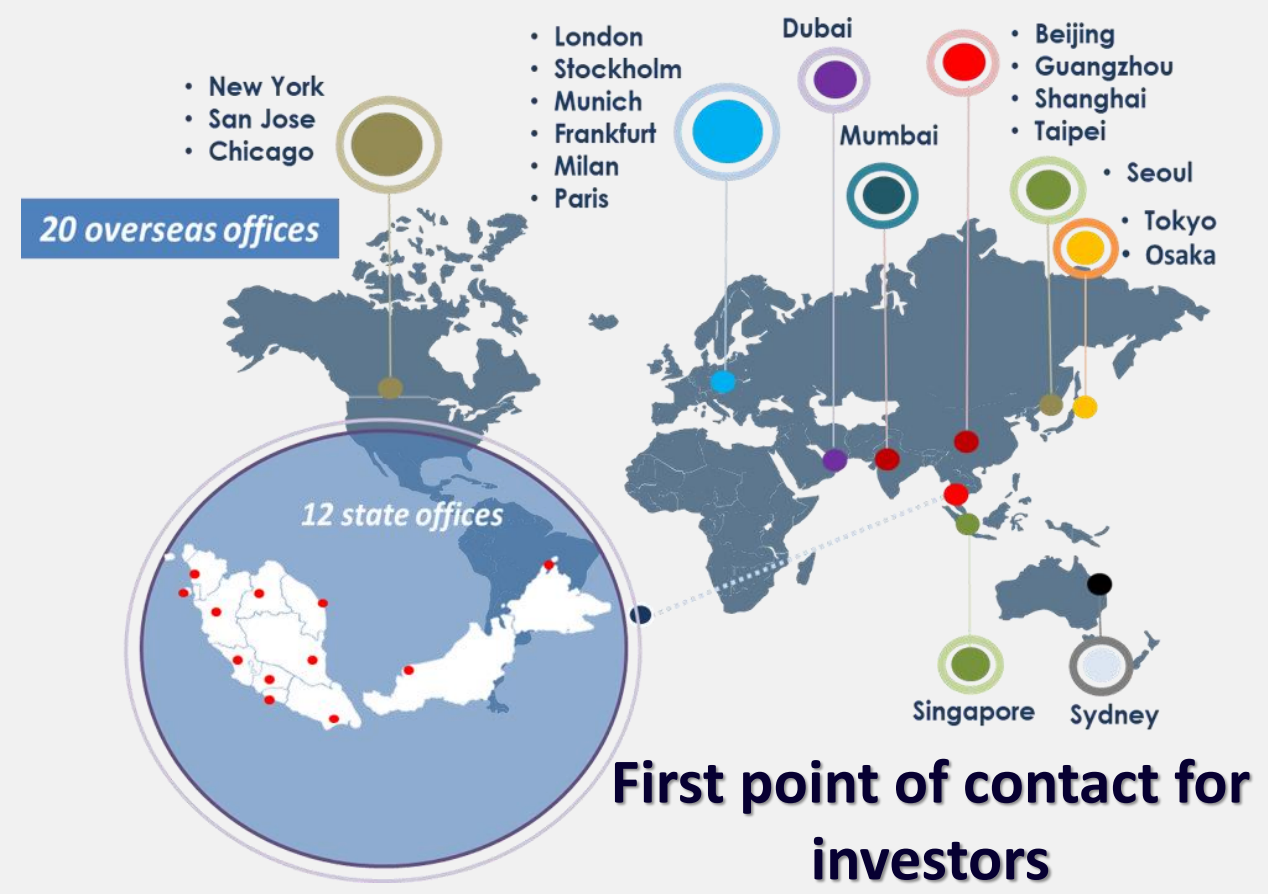 • London
• Stockholm
• Munich
• Frankfurt
• Milan
• Paris
Dubai
• Beijing
• Guangzhou
• Shanghai
• Taipei
• New York
• San Jose
• Chicago
Mumbai
• Seoul
• Tokyo
• Osaka
20 overseas offices
12 state offices
Singapore
Sydney
First point of contact for
investors